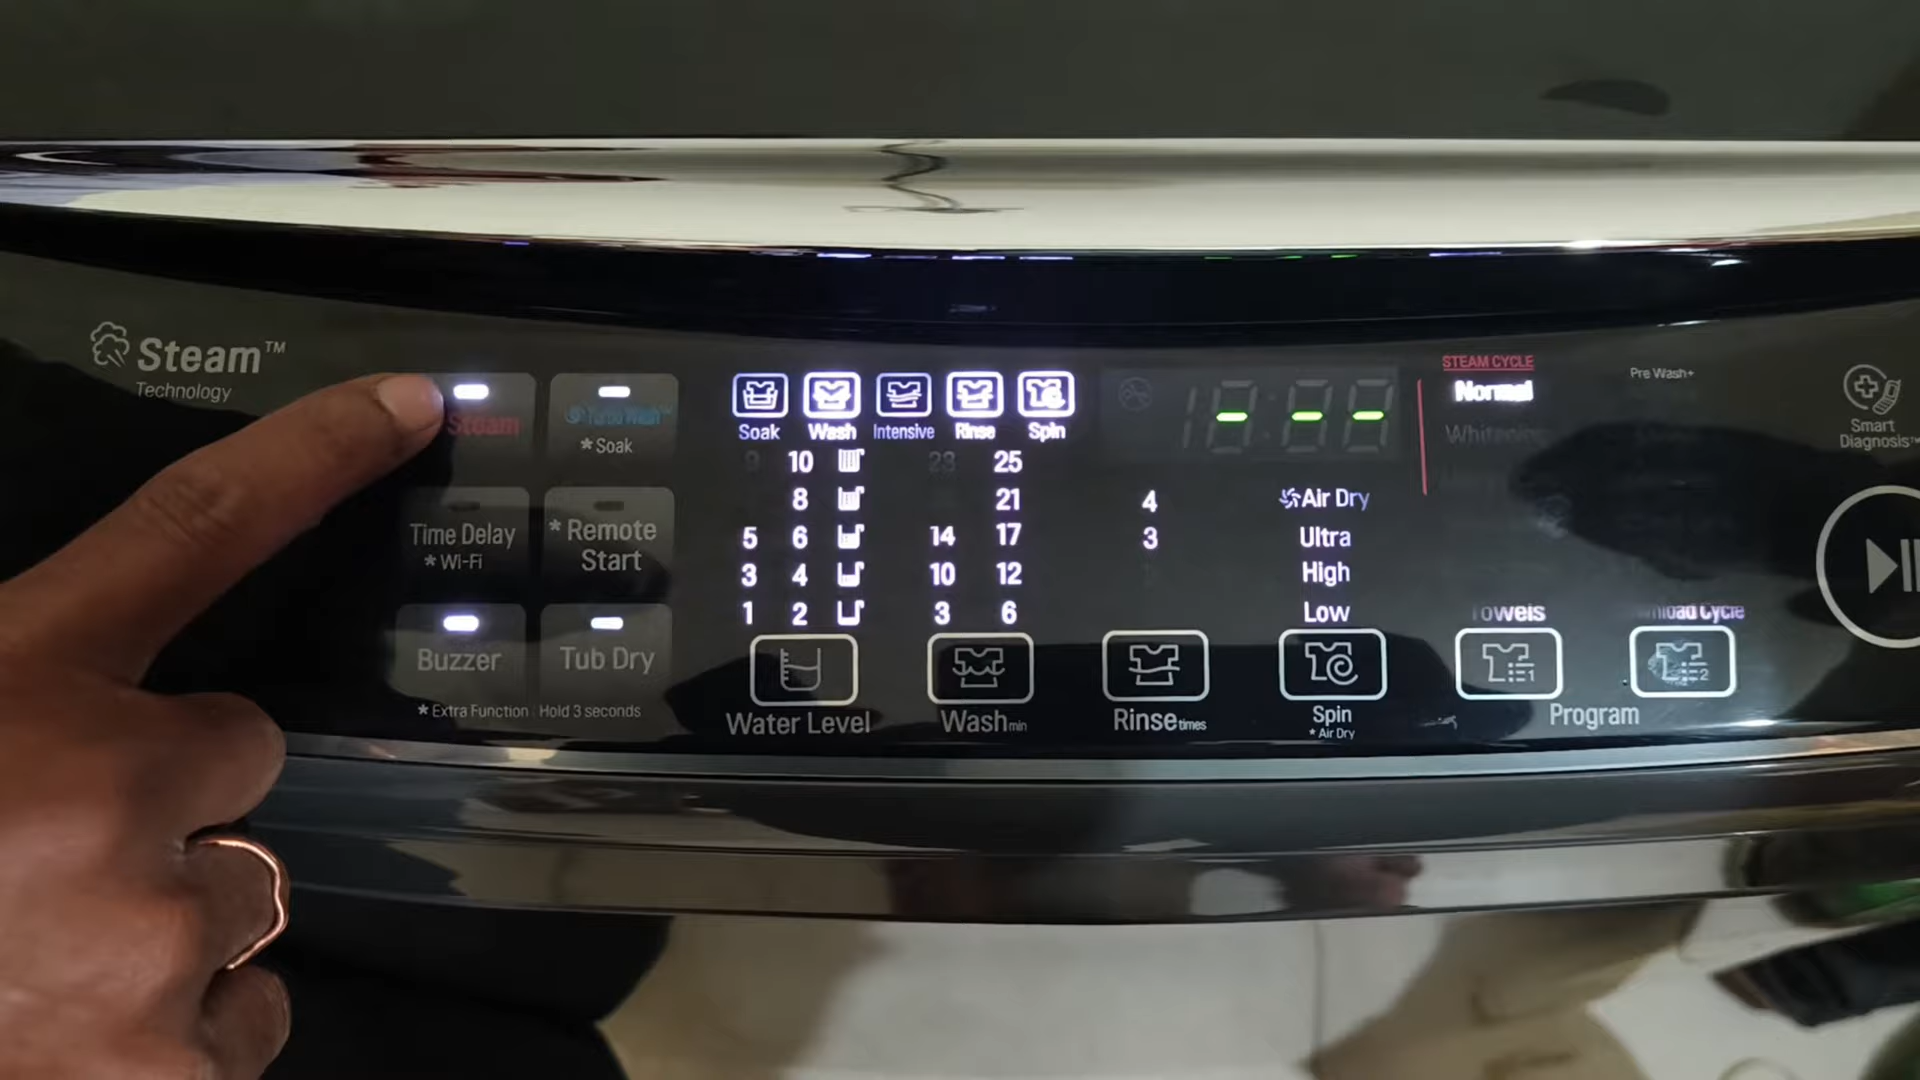 Steam™
Technology
Steam
Turbo Wash™
* Soak
Time Delay
* Wi-Fi
* Remote
Start
Buzzer
Tub Dry
* Extra Function : Hold 3 seconds
Soak Wash Intensive Rinse Spin
9 10 23 25
8 21
5 6 14 17
3 4 10 12
1 2 3 6
4
3
Air Dry
Ultra
High
Low
Water Level
Wash min
Rinse times
Spin
* Air Dry
- - -
STEAM CYCLE
Normal
Whitening
Towels
Pre Wash+
Cycle
1
2
Program
Smart
Diagnosis™